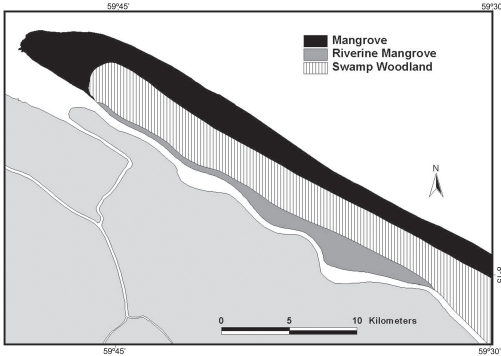 59°45'
59°30
Mangrove
Riverine Mangrove
Swamp Woodland
N
0 5 10 Kilometers
59°45'
59°30'